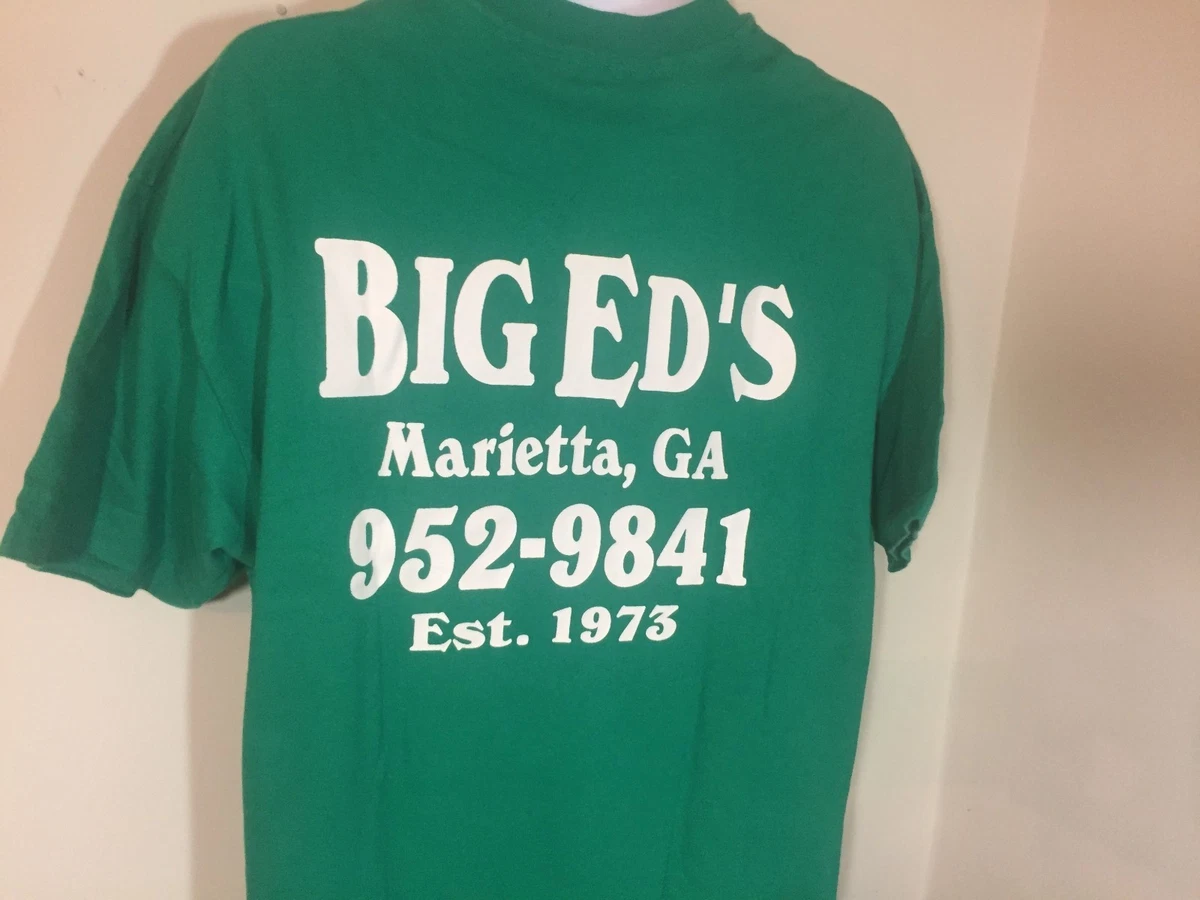 BIG ED'S
Marietta, GA
952-9841
Est. 1973